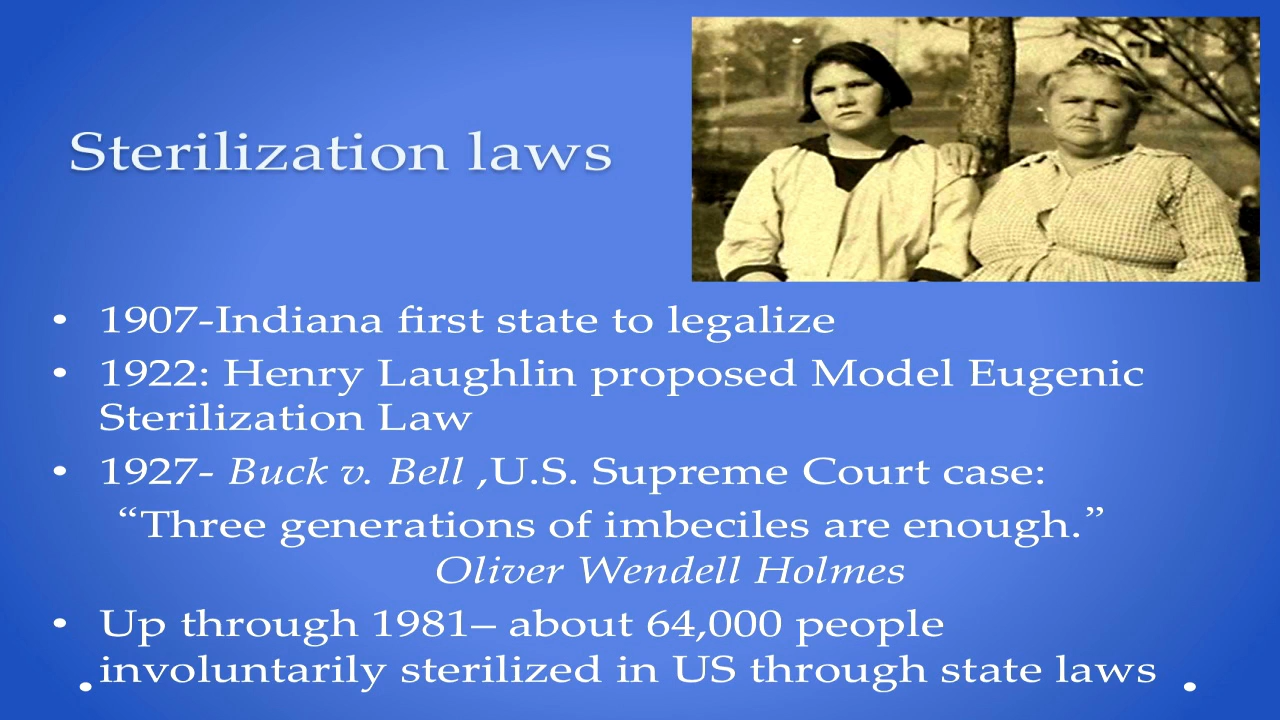 Sterilization laws
• 1907-Indiana first state to legalize
• 1922: Henry Laughlin proposed Model Eugenic
Sterilization Law
• 1927- Buck v. Bell ,U.S. Supreme Court case:
“Three generations of imbeciles are enough.”
Oliver Wendell Holmes
• Up through 1981– about 64,000 people
involuntarily sterilized in US through state laws